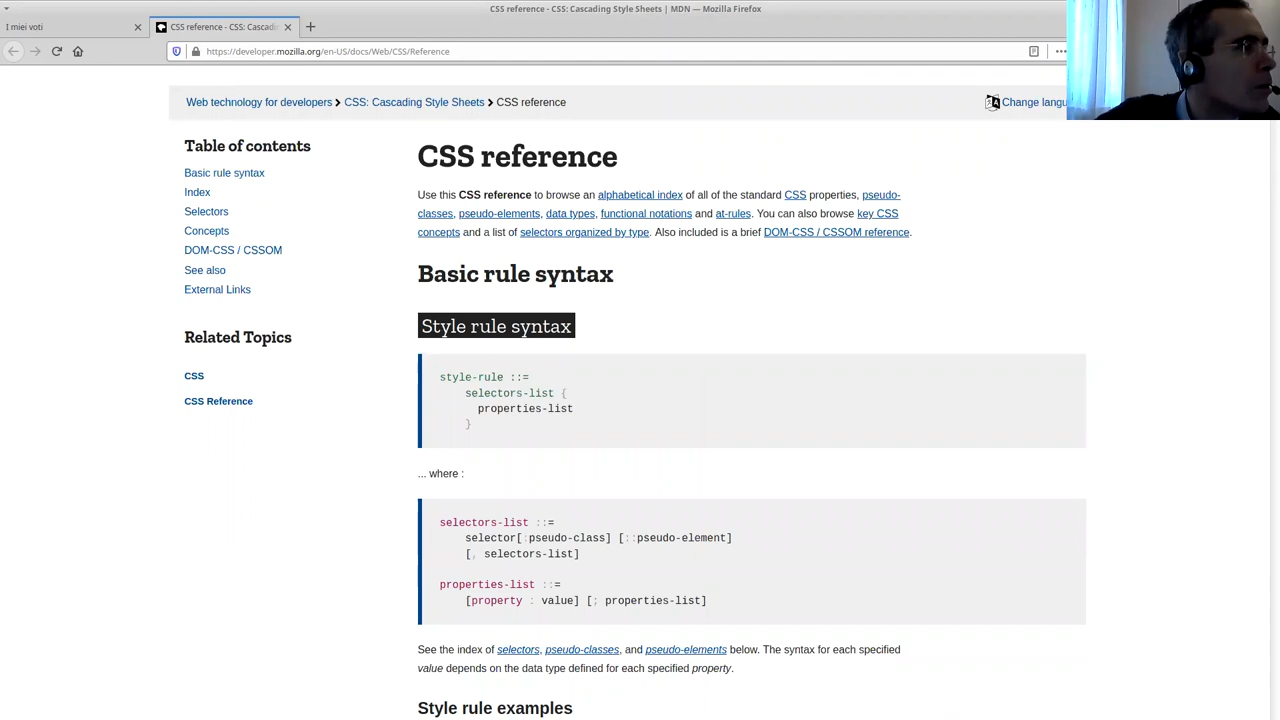 CSS reference - CSS: Cascading Style Sheets | MDN — Mozilla Firefox
I miei voti
CSS reference - CSS: Cascadin
https://developer.mozilla.org/en-US/docs/Web/CSS/Reference
Web technology for developers
CSS: Cascading Style Sheets
CSS reference
Change langu
Table of contents
Basic rule syntax
Index
Selectors
Concepts
DOM-CSS / CSSOM
See also
External Links
Related Topics
CSS
CSS Reference
CSS reference
Use this CSS reference to browse an alphabetical index of all of the standard CSS properties, pseudo-
classes, pseudo-elements, data types, functional notations and at-rules. You can also browse key CSS
concepts and a list of selectors organized by type. Also included is a brief DOM-CSS / CSSOM reference.
Basic rule syntax
Style rule syntax
style-rule ::=
selectors-list {
properties-list
}
... where :
selectors-list ::=
selector[:pseudo-class] [::pseudo-element]
[, selectors-list]
properties-list ::=
[property : value] [; properties-list]
See the index of selectors, pseudo-classes, and pseudo-elements below. The syntax for each specified
value depends on the data type defined for each specified property.
Style rule examples